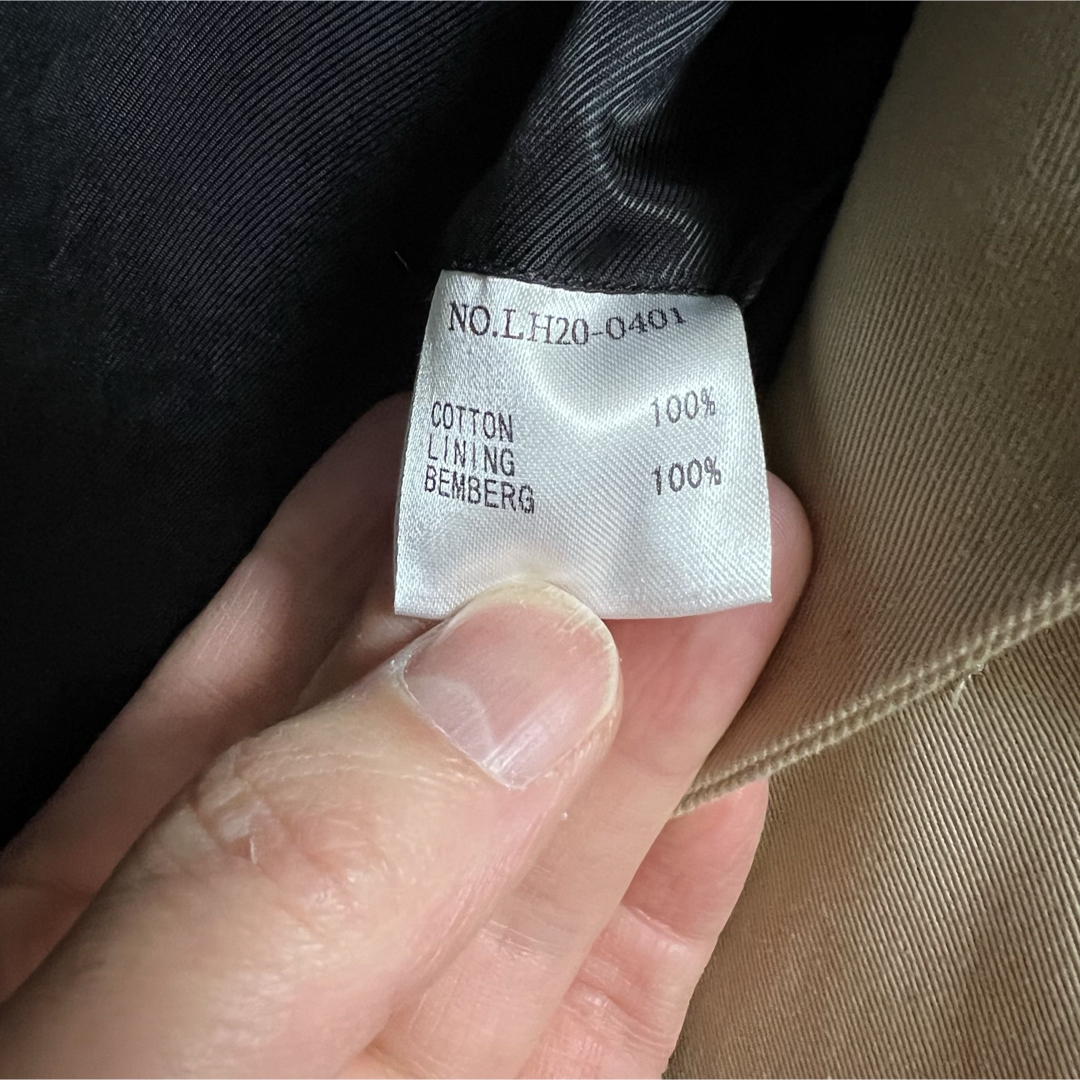 NO.LH20-0401
COTTON 100%
LINING
BEMBERG 100%